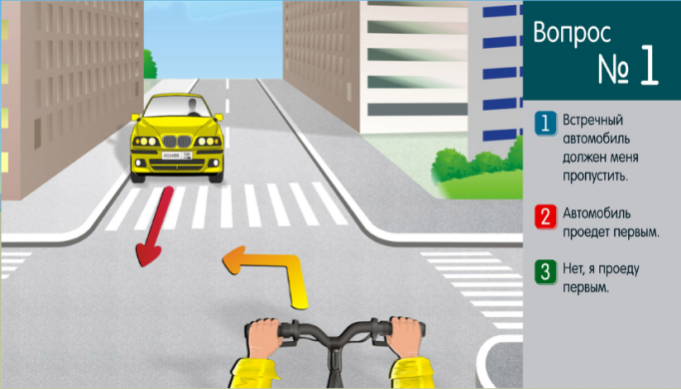 Вопрос
№ 1
1 Встречный
автомобиль
должен меня
пропустить.
2 Автомобиль
проедет первым.
3 Нет, я проеду
первым.